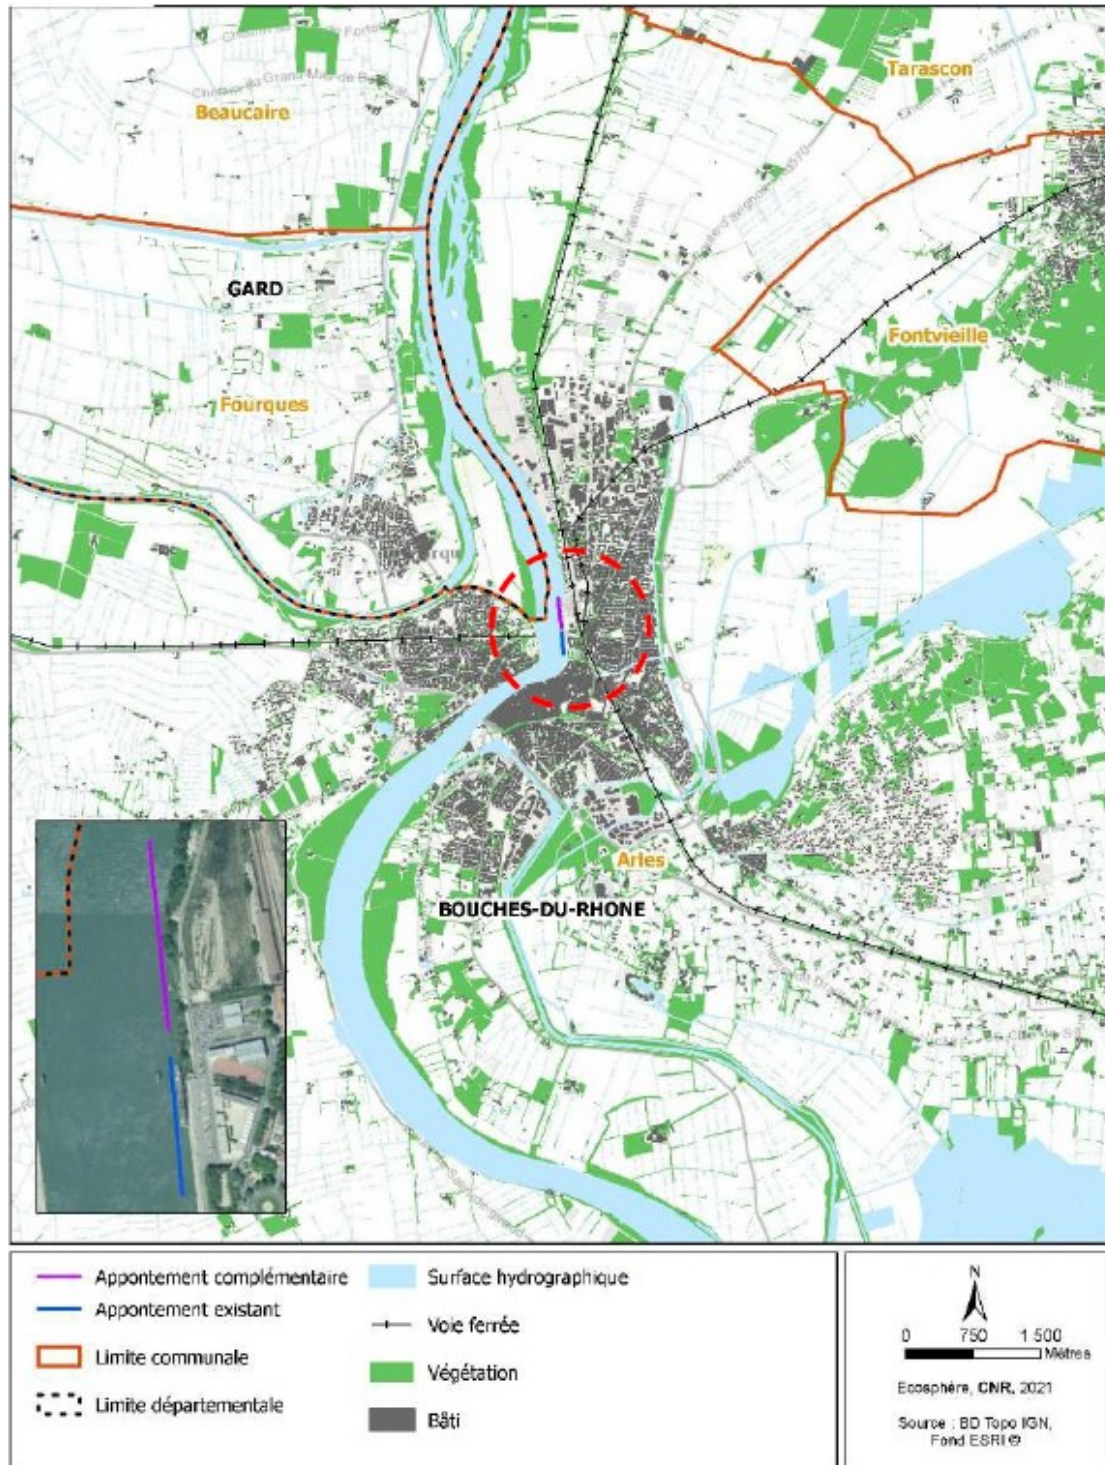 Beaucaire
Tarascon
GARD
Fontvieille
Fourques
Arles
BOUCHES-DU-RHONE
Appontement complémentaire
Appontement existant
Limite communale
Limite départementale
Surface hydrographique
Voie ferrée
Végétation
Bâti
N
0 750 1 500
Mètres
Ecosphère, CNR, 2021
Source : BD Topo IGN,
Fond ESRI ©